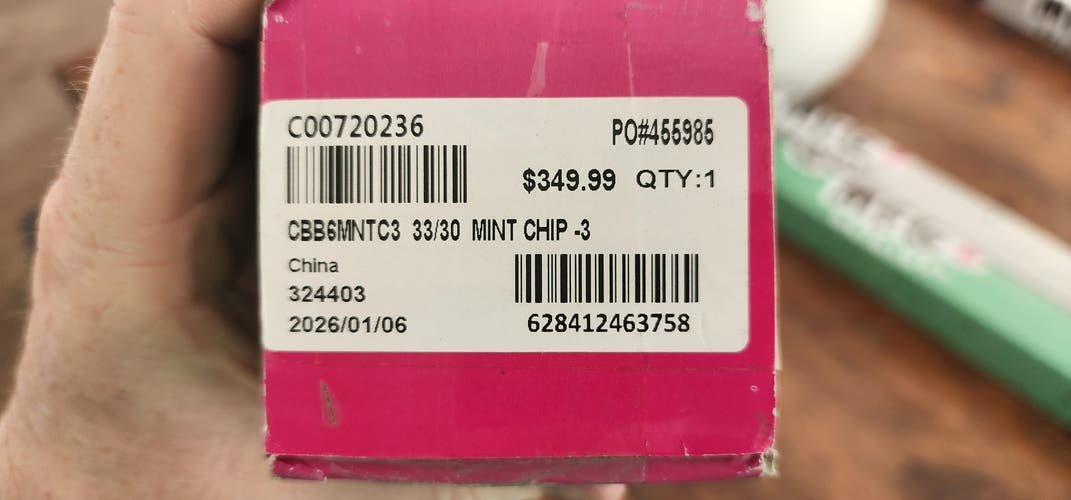 C00720236
PO#455985
$349.99 QTY:1
CBB6MNTC3 33/30 MINT CHIP -3
China
324403
2026/01/06
628412463758